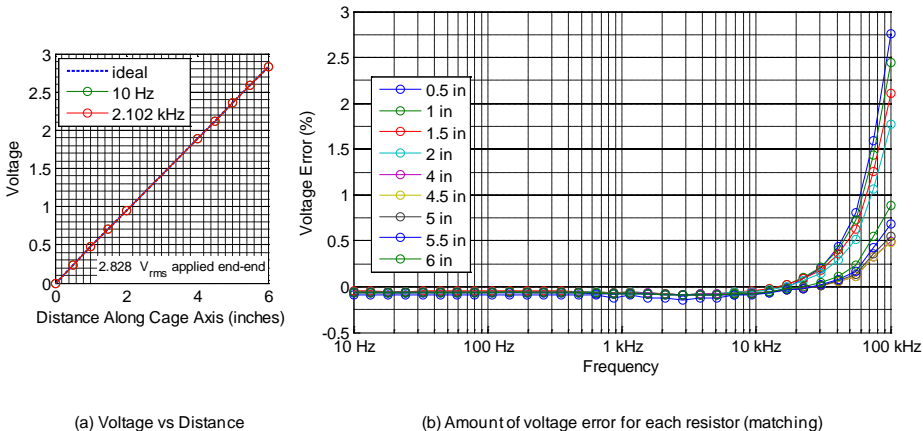 3
2.5
2
1.5
1
0.5
0
Voltage
ideal
10 Hz
2.102 kHz
2.828 Vrms applied end-end
0 2 4 6
Distance Along Cage Axis (inches)
3
2.5
2
1.5
1
0.5
0
-0.5
Voltage Error (%)
0.5 in
1 in
1.5 in
2 in
4 in
4.5 in
5 in
5.5 in
6 in
10 Hz 100 Hz 1 kHz 10 kHz 100 kHz
Frequency
(a) Voltage vs Distance
(b) Amount of voltage error for each resistor (matching)